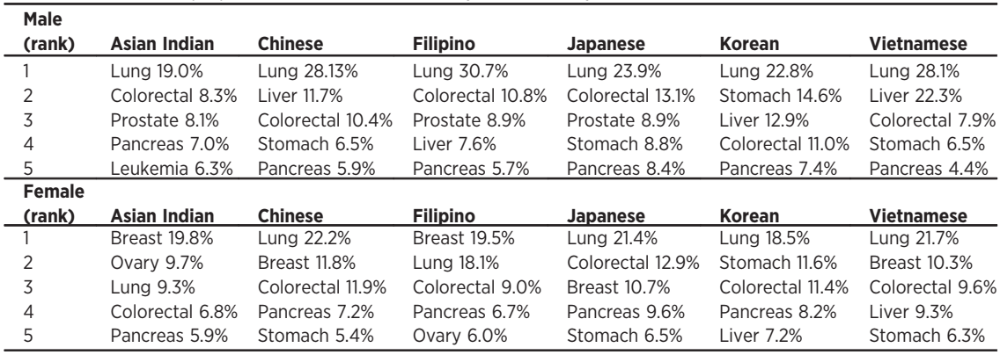 Male
(rank) Asian Indian Chinese Filipino Japanese Korean Vietnamese
1 Lung 19.0% Lung 28.13% Lung 30.7% Lung 23.9% Lung 22.8% Lung 28.1%
2 Colorectal 8.3% Liver 11.7% Colorectal 10.8% Colorectal 13.1% Stomach 14.6% Liver 22.3%
3 Prostate 8.1% Colorectal 10.4% Prostate 8.9% Prostate 8.9% Liver 12.9% Colorectal 7.9%
4 Pancreas 7.0% Stomach 6.5% Liver 7.6% Stomach 8.8% Colorectal 11.0% Stomach 6.5%
5 Leukemia 6.3% Pancreas 5.9% Pancreas 5.7% Pancreas 8.4% Pancreas 7.4% Pancreas 4.4%
Female
(rank) Asian Indian Chinese Filipino Japanese Korean Vietnamese
1 Breast 19.8% Lung 22.2% Breast 19.5% Lung 21.4% Lung 18.5% Lung 21.7%
2 Ovary 9.7% Breast 11.8% Lung 18.1% Colorectal 12.9% Stomach 11.6% Breast 10.3%
3 Lung 9.3% Colorectal 11.9% Colorectal 9.0% Breast 10.7% Colorectal 11.4% Colorectal 9.6%
4 Colorectal 6.8% Pancreas 7.2% Pancreas 6.7% Pancreas 9.6% Pancreas 8.2% Liver 9.3%
5 Pancreas 5.9% Stomach 5.4% Ovary 6.0% Stomach 6.5% Liver 7.2% Stomach 6.3%